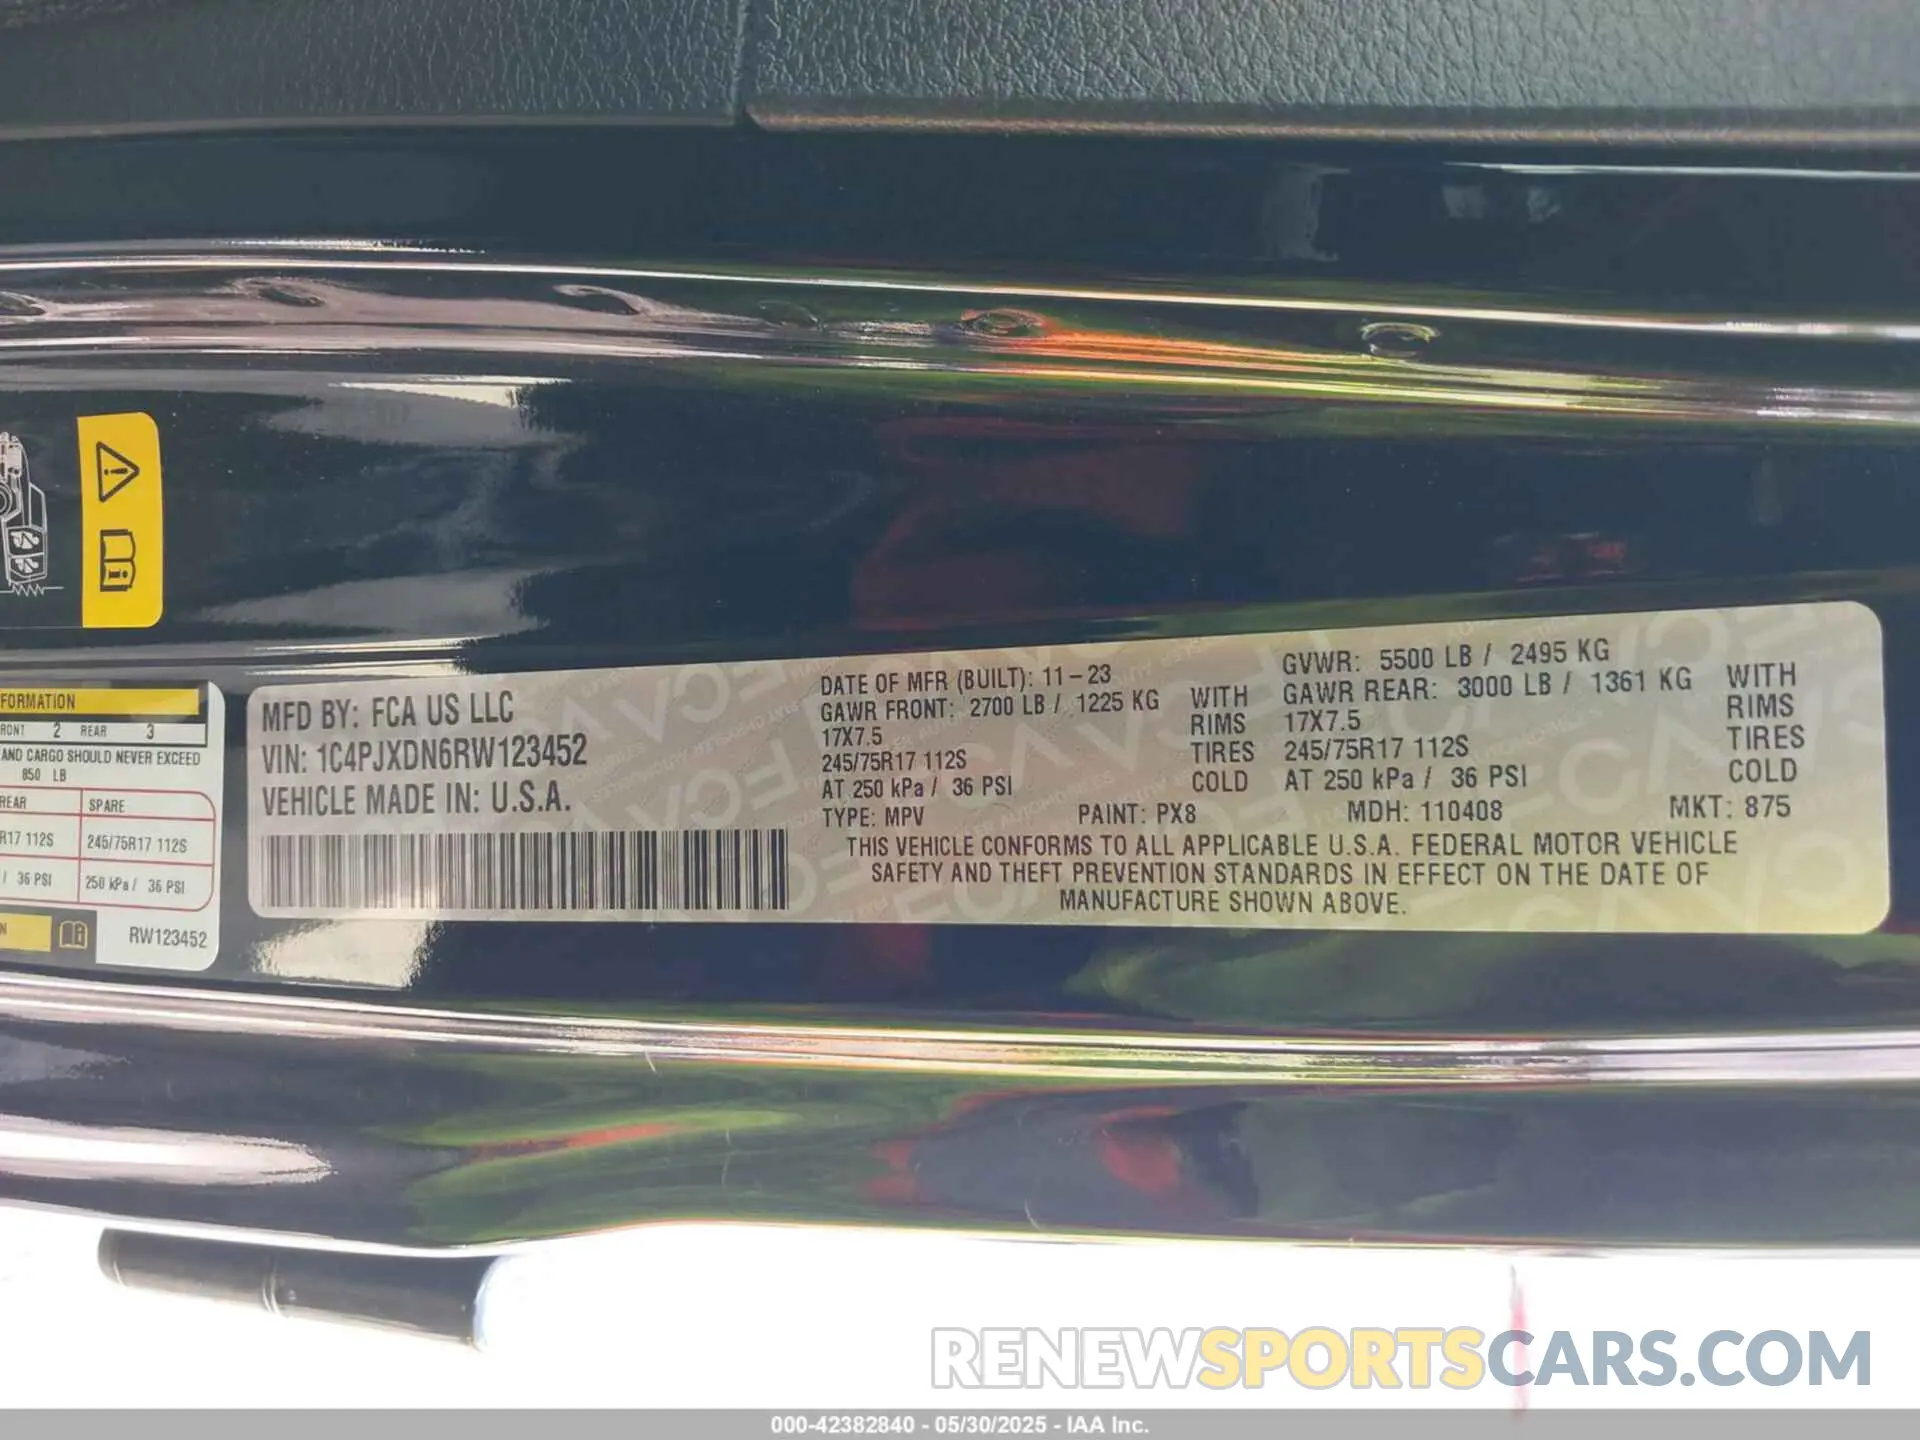 FORMATION
RONT 2 REAR 3
AND CARGO SHOULD NEVER EXCEED
850 LB
REAR SPARE
R17 112S 245/75R17 112S
/ 36 PSI 250 kPa / 36 PSI
N
RW123452
MFD BY: FCA US LLC
VIN: 1C4PJXDN6RW123452
VEHICLE MADE IN: U.S.A.
DATE OF MFR (BUILT): 11-23 GVWR: 5500 LB / 2495 KG
GAWR FRONT: 2700 LB / 1225 KG WITH GAWR REAR: 3000 LB / 1361 KG WITH
17X7.5 RIMS 17X7.5 RIMS
245/75R17 112S TIRES 245/75R17 112S TIRES
AT 250 kPa / 36 PSI COLD AT 250 kPa / 36 PSI COLD
TYPE: MPV PAINT: PX8 MDH: 110408 MKT: 875
THIS VEHICLE CONFORMS TO ALL APPLICABLE U.S.A. FEDERAL MOTOR VEHICLE
SAFETY AND THEFT PREVENTION STANDARDS IN EFFECT ON THE DATE OF
MANUFACTURE SHOWN ABOVE.
RENEWSPORTSCARS.COM
000-42382840 - 05/30/2025 - IAA Inc.